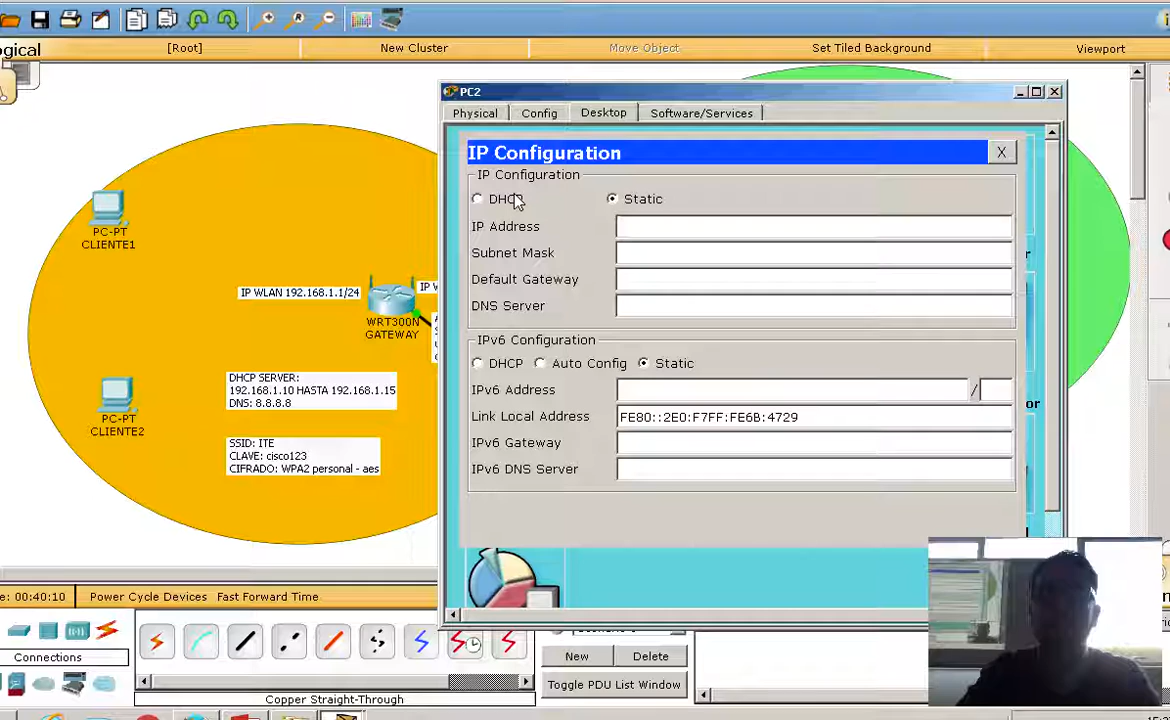 ogical
[Root]
New Cluster
Move Object
Set Tiled Background
Viewport
PC2
Physical
Config
Desktop
Software/Services
IP Configuration
X
IP Configuration
DHCP
Static
IP Address
Subnet Mask
Default Gateway
DNS Server
IPv6 Configuration
DHCP
Auto Config
Static
IPv6 Address
/
Link Local Address
FE80::2E0:F7FF:FE6B:4729
IPv6 Gateway
IPv6 DNS Server
PC-PT
CLIENTE1
IP WLAN 192.168.1.1/24
IP W
WRT300N
GATEWAY
PC-PT
CLIENTE2
DHCP SERVER:
192.168.1.10 HASTA 192.168.1.15
DNS: 8.8.8.8
SSID: ITE
CLAVE: cisco123
CIFRADO: WPA2 personal - aes
e: 00:40:10
Power Cycle Devices
Fast Forward Time
Connections
Copper Straight-Through
New
Delete
Toggle PDU List Window